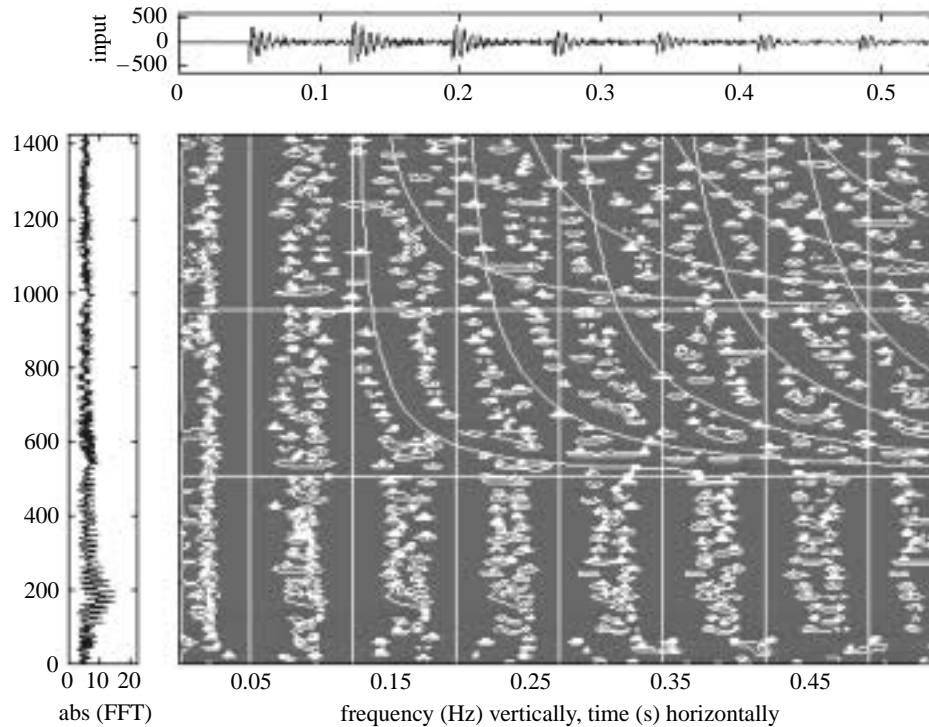 500
0
−500
input
0 0.1 0.2 0.3 0.4 0.5
1400
1200
1000
800
600
400
200
0
0 10 20
0.05 0.15 0.25 0.35 0.45
abs (FFT)
frequency (Hz) vertically, time (s) horizontally